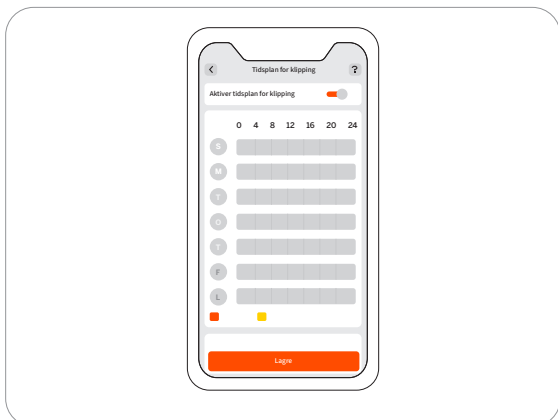 Tidsplan for klipping ?
Aktiver tidsplan for klipping
0 4 8 12 16 20 24
S
M
T
O
T
F
L
Lagre